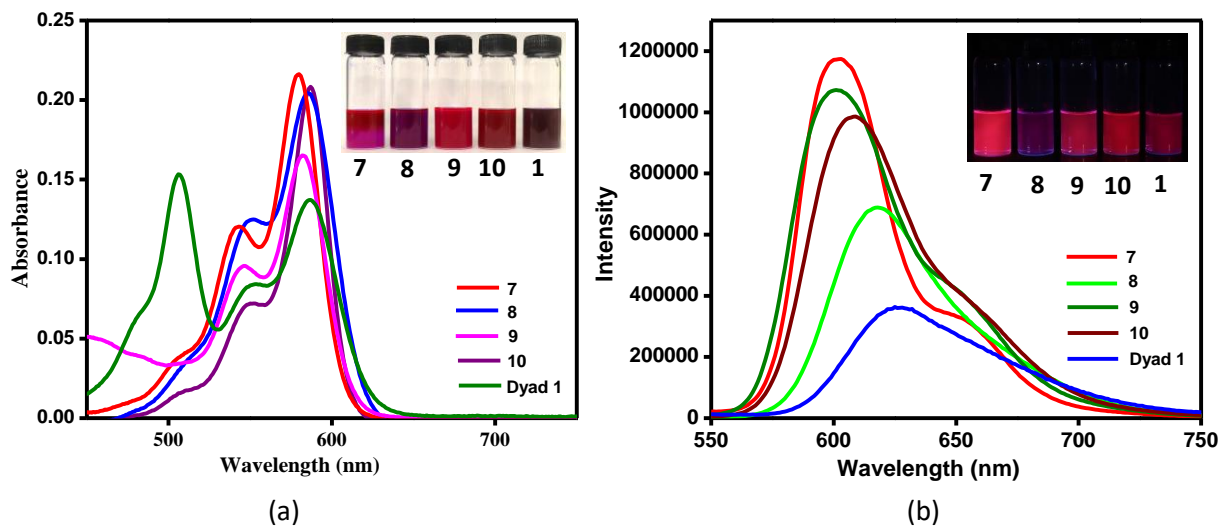 0.25
0.20
0.15
0.10
0.05
0.00
Absorbance
500
600
700
Wavelength (nm)
7 8 9 10 1
7
8
9
10
Dyad 1
(a)
1200000
1000000
800000
600000
400000
200000
0
Intensity
550
600
650
700
750
Wavelength (nm)
7 8 9 10 1
7
8
9
10
Dyad 1
(b)